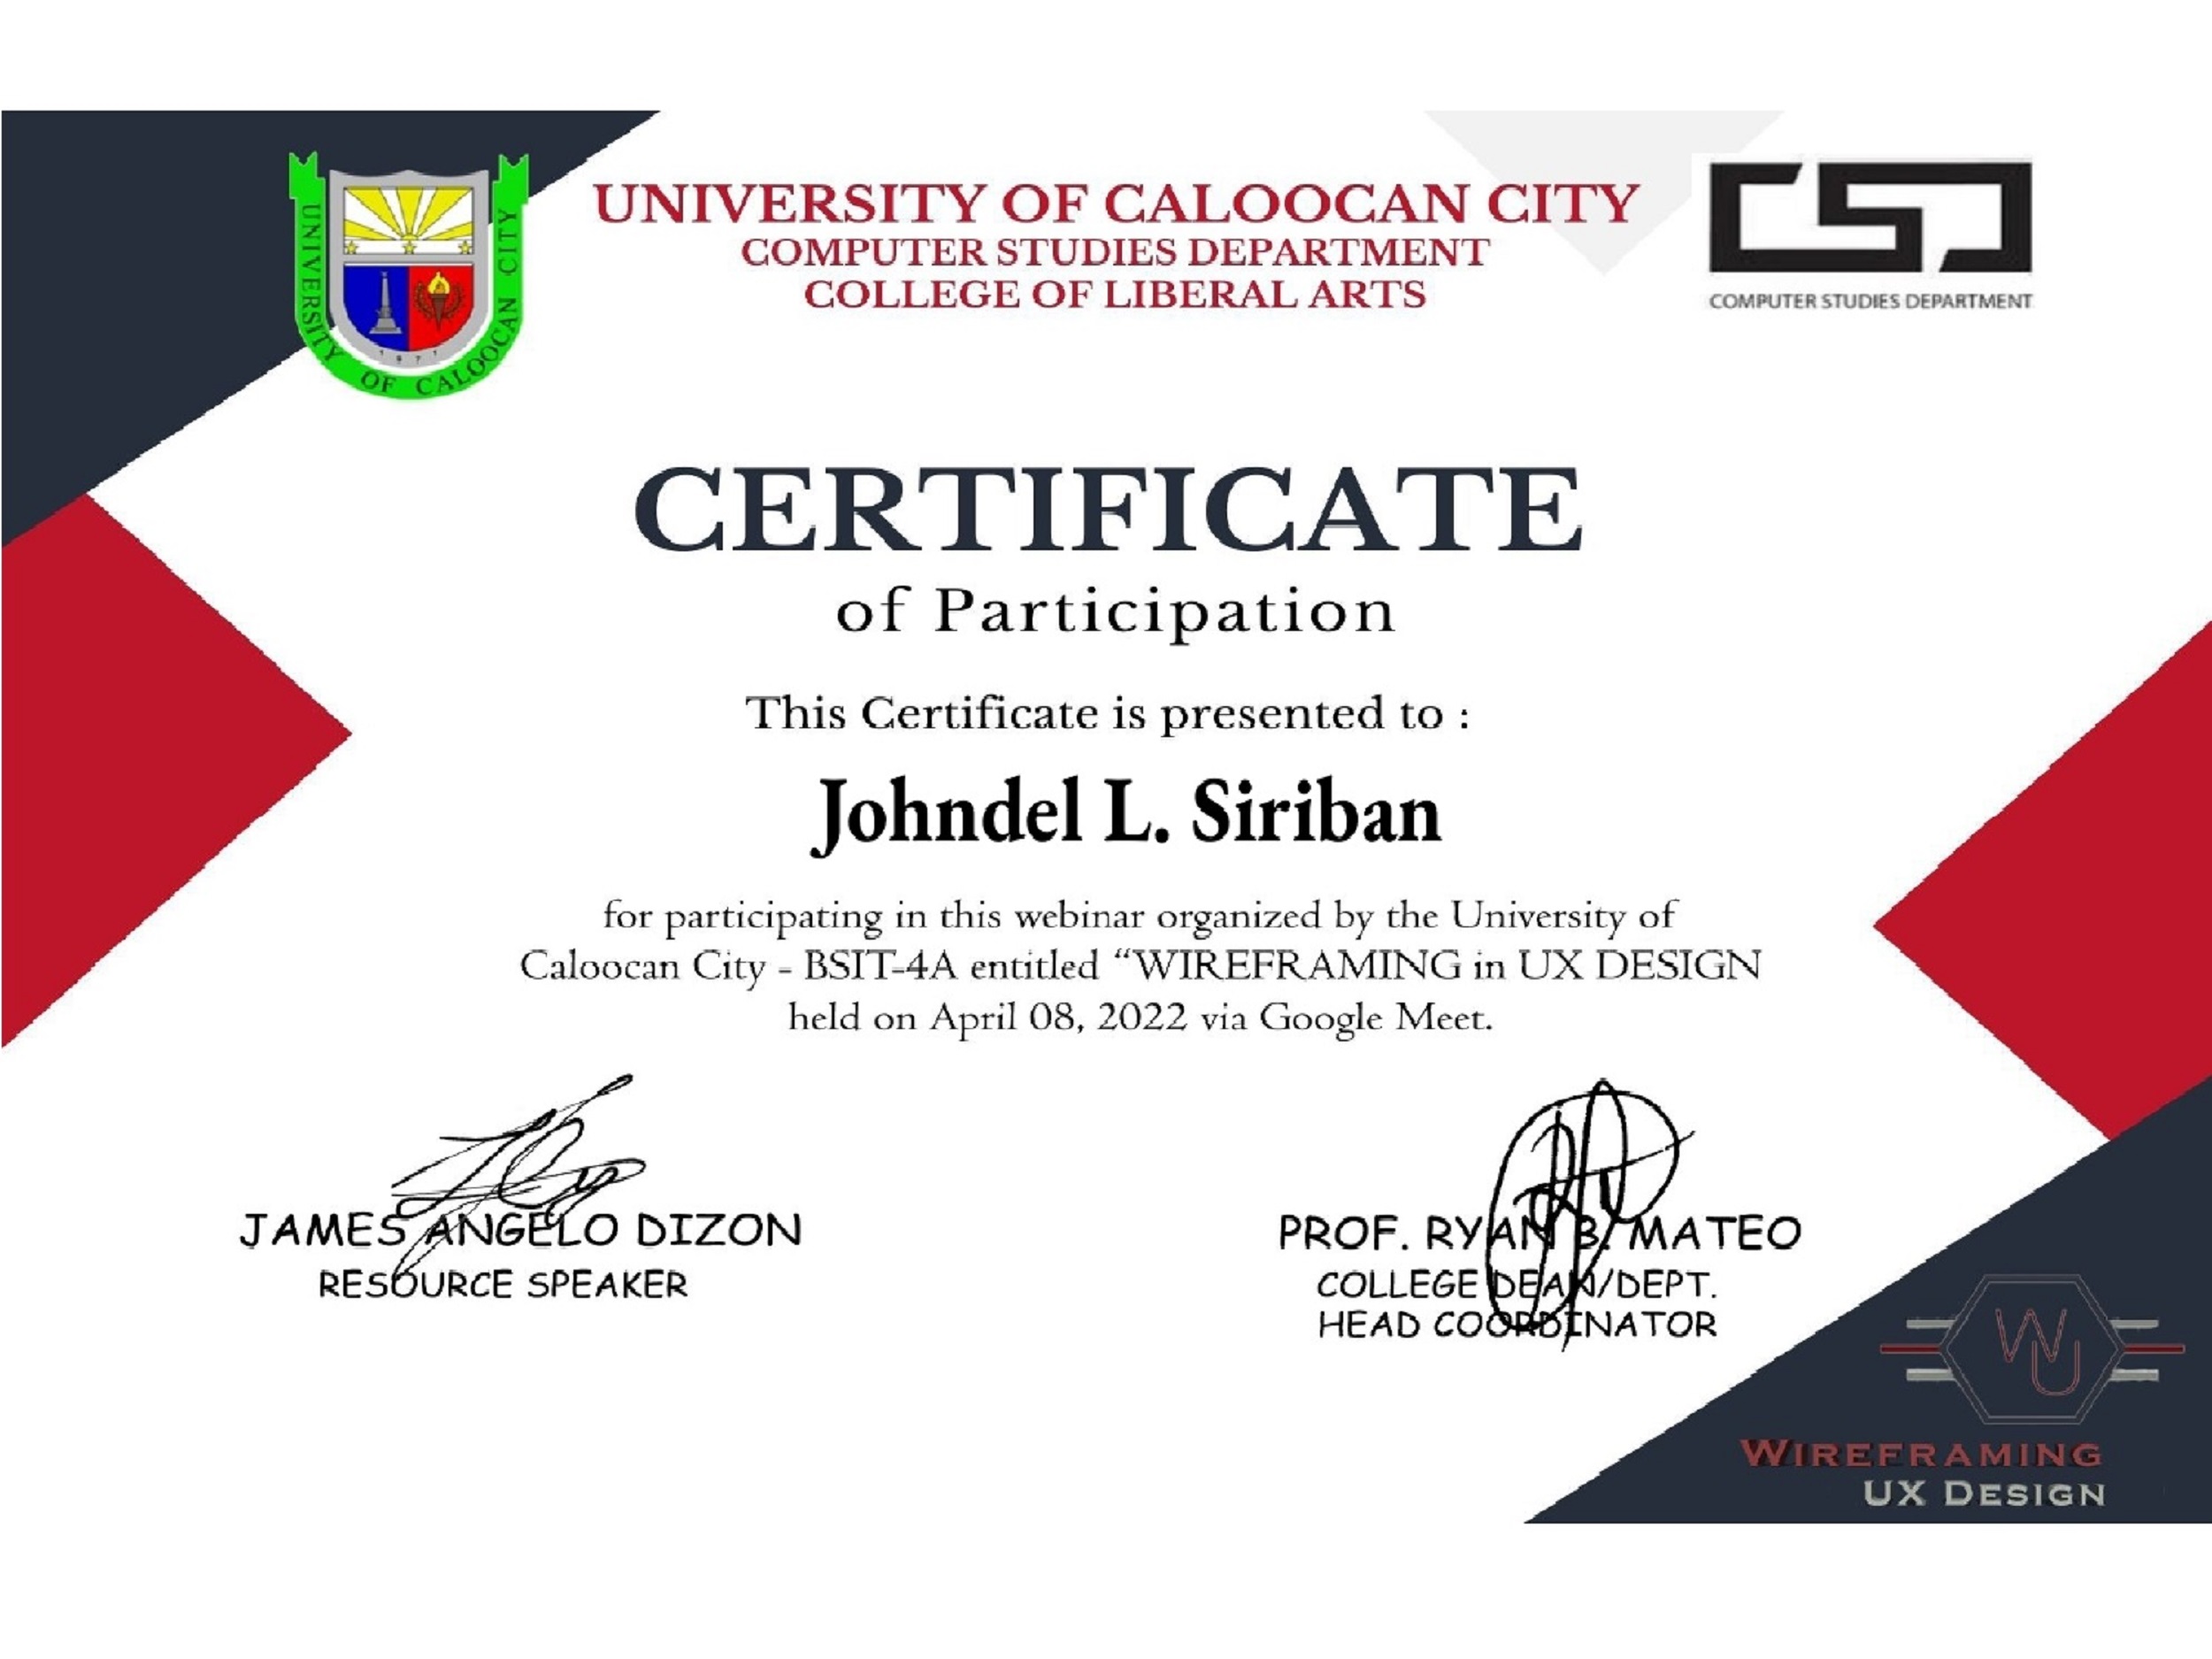 UNIVERSITY OF CALOOCAN CITY
UNIVERSITY OF CALOOCAN CITY
COMPUTER STUDIES DEPARTMENT
COLLEGE OF LIBERAL ARTS
1971
CSD
COMPUTER STUDIES DEPARTMENT
CERTIFICATE
of Participation
This Certificate is presented to :
Johndel L. Siriban
for participating in this webinar organized by the University of
Caloocan City - BSIT-4A entitled “WIREFRAMING in UX DESIGN
held on April 08, 2022 via Google Meet.
JAMES ANGELO DIZON
RESOURCE SPEAKER
PROF. RYAN B. MATEO
COLLEGE DEAN/DEPT.
HEAD COORDINATOR
WU
WIREFRAMING
UX DESIGN